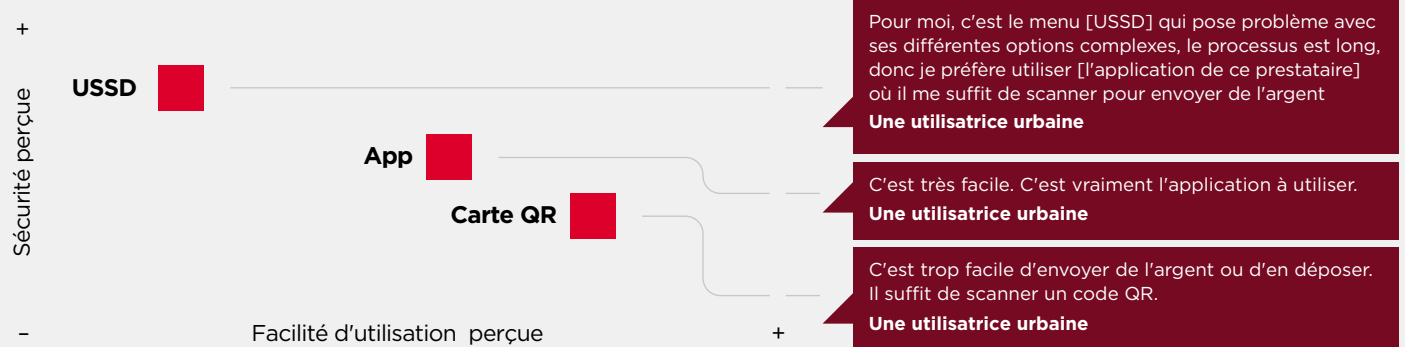 +
Sécurité perçue
USSD
App
Carte QR
–
Facilité d'utilisation perçue
+
Pour moi, c'est le menu [USSD] qui pose problème avec
ses différentes options complexes, le processus est long,
donc je préfère utiliser [l'application de ce prestataire]
où il me suffit de scanner pour envoyer de l'argent
Une utilisatrice urbaine
C'est très facile. C'est vraiment l'application à utiliser.
Une utilisatrice urbaine
C'est trop facile d'envoyer de l'argent ou d'en déposer.
Il suffit de scanner un code QR.
Une utilisatrice urbaine